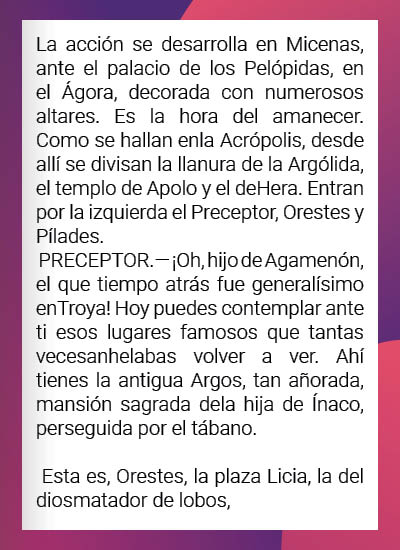 La acción se desarrolla en Micenas,
ante el palacio de los Pelópidas, en
el Ágora, decorada con numerosos
altares. Es la hora del amanecer.
Como se hallan enla Acrópolis, desde
allí se divisan la llanura de la Argólida,
el templo de Apolo y el deHera. Entran
por la izquierda el Preceptor, Orestes y
Pílades.
PRECEPTOR.—¡Oh, hijo de Agamenón,
el que tiempo atrás fue generalísimo
enTroya! Hoy puedes contemplar ante
ti esos lugares famosos que tantas
vecesanhelabas volver a ver. Ahí
tienes la antigua Argos, tan añorada,
mansión sagrada dela hija de Ínaco,
perseguida por el tábano.
Esta es, Orestes, la plaza Licia, la del
diosmatador de lobos,